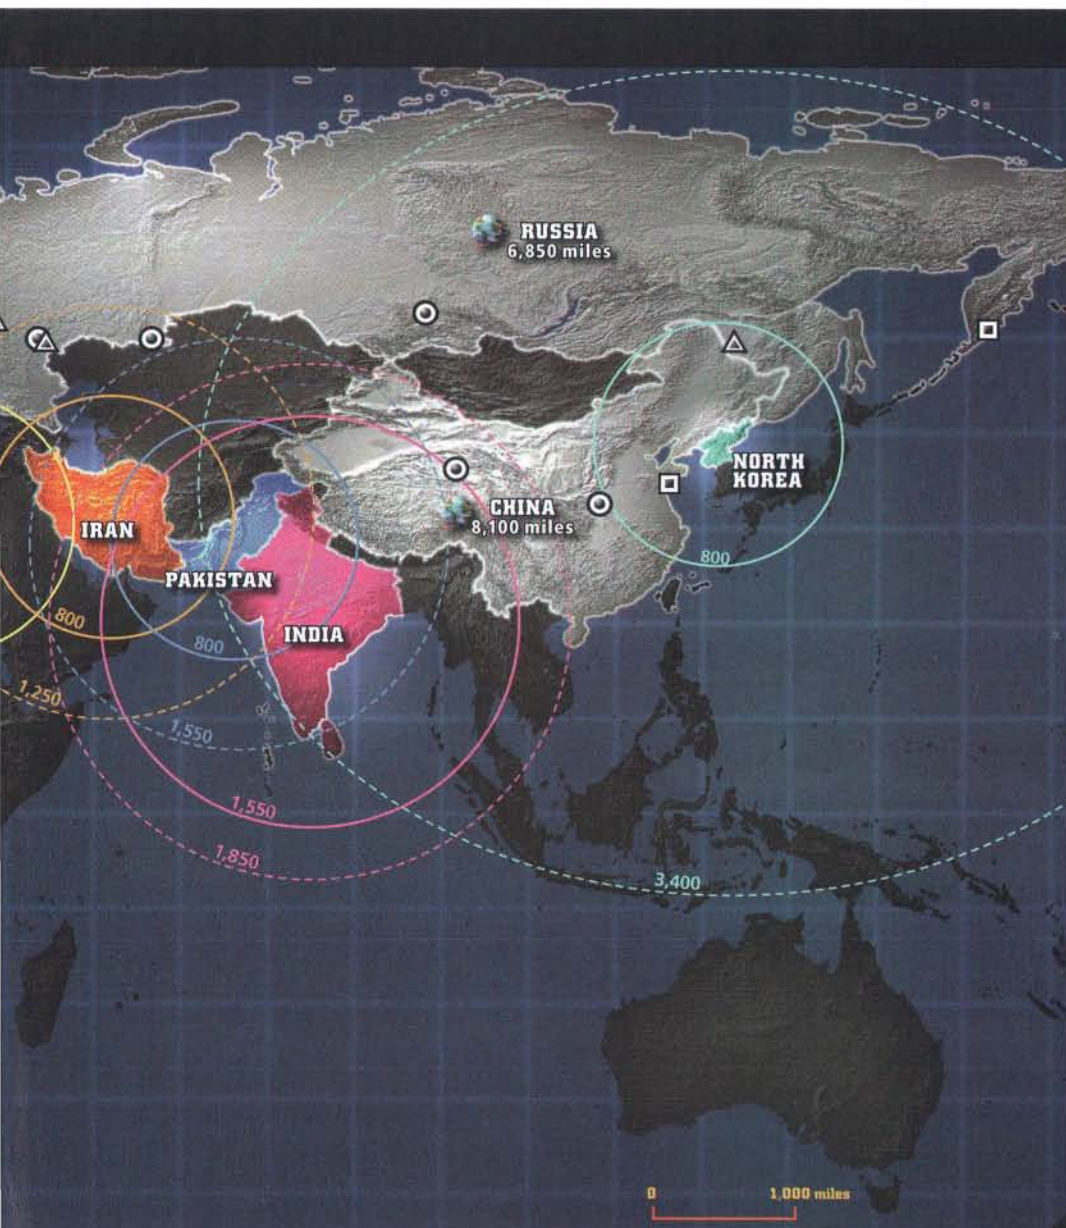 RUSSIA
6,850 miles
NORTH
KOREA
CHINA
8,100 miles
IRAN
800
PAKISTAN
800
INDIA
800
1,250
1,550
1,550
1,850
3,400
0 1,000 miles